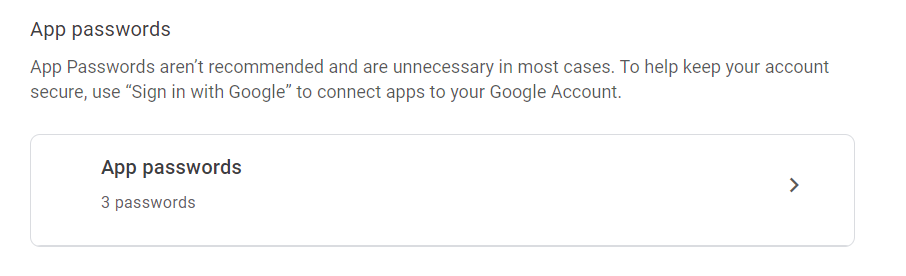 App passwords
App Passwords aren’t recommended and are unnecessary in most cases. To help keep your account
secure, use “Sign in with Google” to connect apps to your Google Account.
App passwords
3 passwords